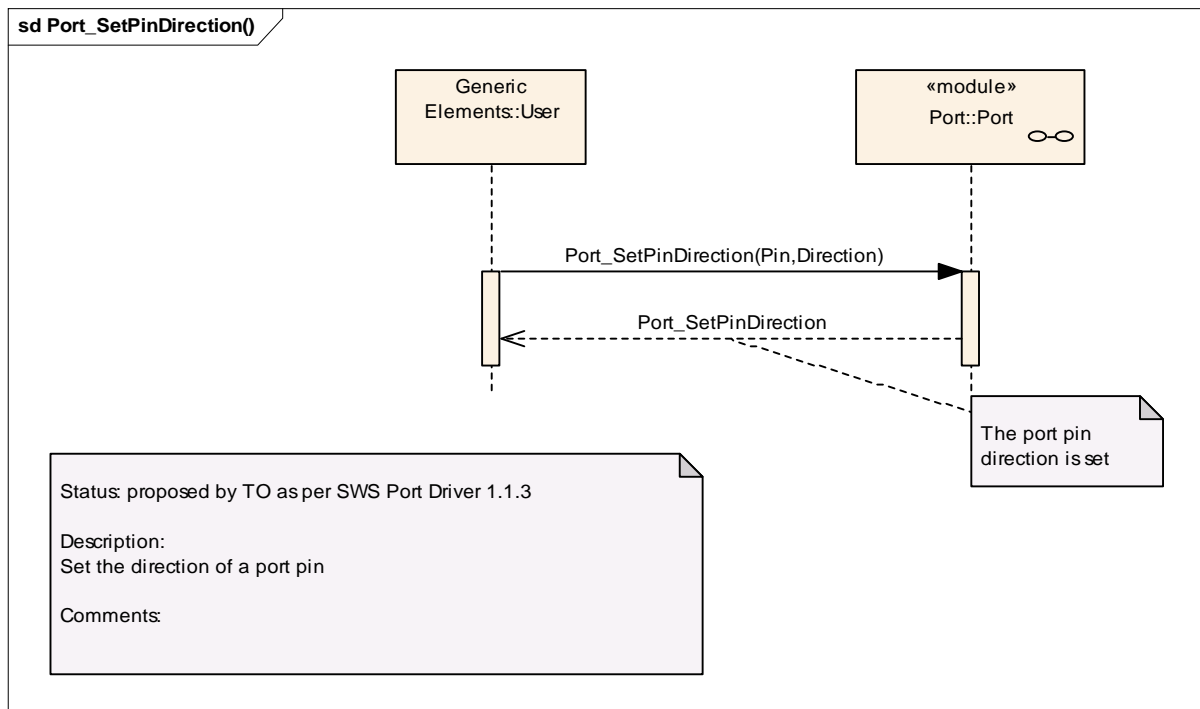 sd Port_SetPinDirection()
Generic
Elements::User
«module»
Port::Port
Port_SetPinDirection(Pin,Direction)
Port_SetPinDirection
The port pin
direction is set
Status: proposed by TO as per SWS Port Driver 1.1.3
Description:
Set the direction of a port pin
Comments: